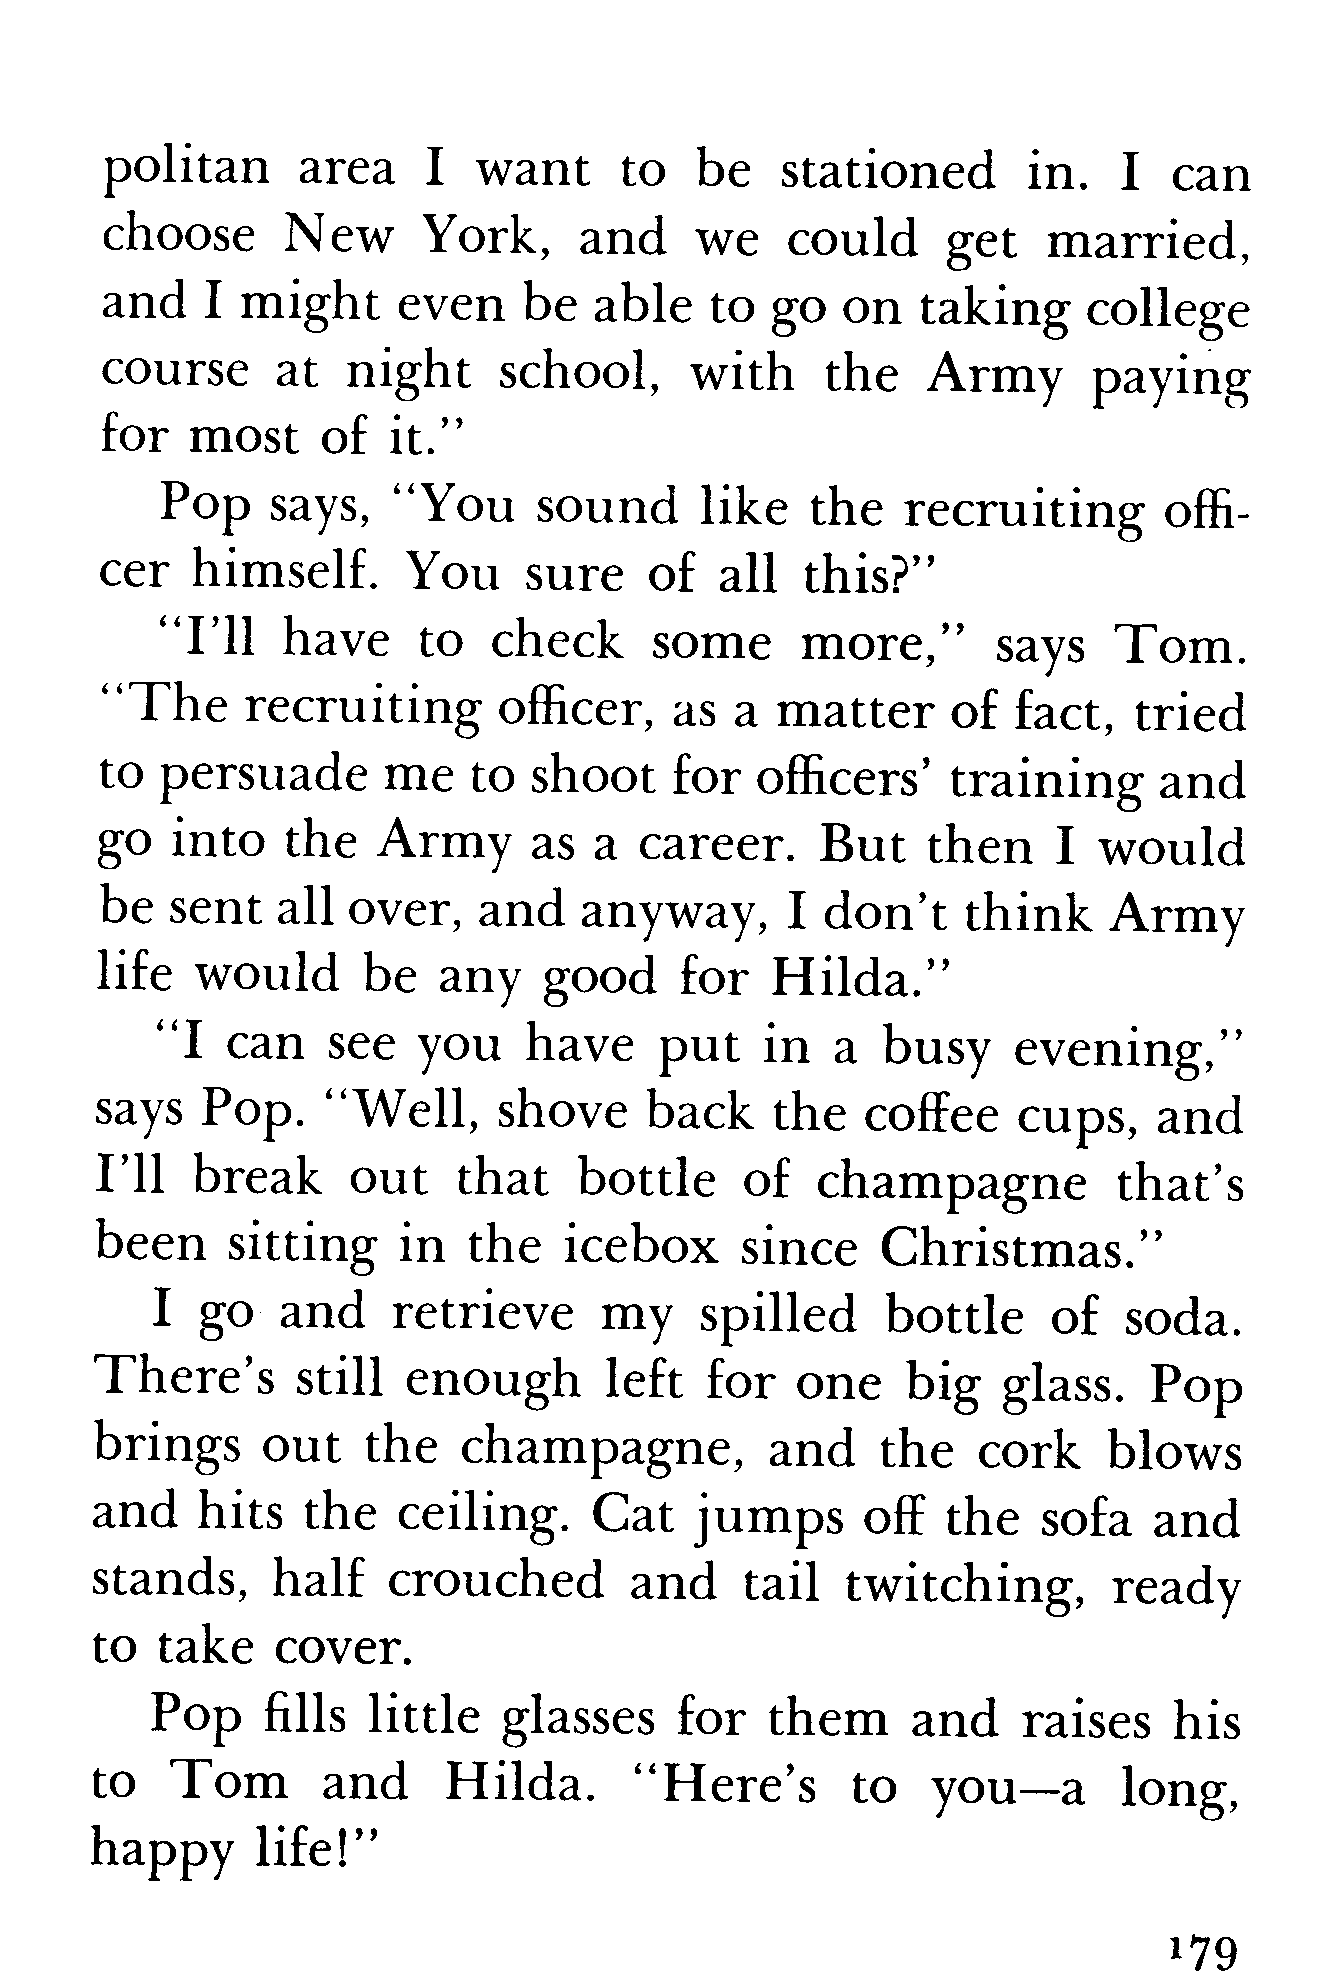 politan area I want to be stationed in. I can
choose New York, and we could get married,
and I might even be able to go on taking college
course at night school, with the Army paying
for most of it.”
Pop says, “You sound like the recruiting offi-
cer himself. You sure of all this?”
“I’ll have to check some more,” says Tom.
“The recruiting officer, as a matter of fact, tried
to persuade me to shoot for officers’ training and
go into the Army as a career. But then I would
be sent all over, and anyway, I don’t think Army
life would be any good for Hilda.”
“I can see you have put in a busy evening,”
says Pop. “Well, shove back the coffee cups, and
I’ll break out that bottle of champagne that’s
been sitting in the icebox since Christmas.”
I go and retrieve my spilled bottle of soda.
There’s still enough left for one big glass. Pop
brings out the champagne, and the cork blows
and hits the ceiling. Cat jumps off the sofa and
stands, half crouched and tail twitching, ready
to take cover.
Pop fills little glasses for them and raises his
to Tom and Hilda. “Here’s to you—a long,
happy life!”
179